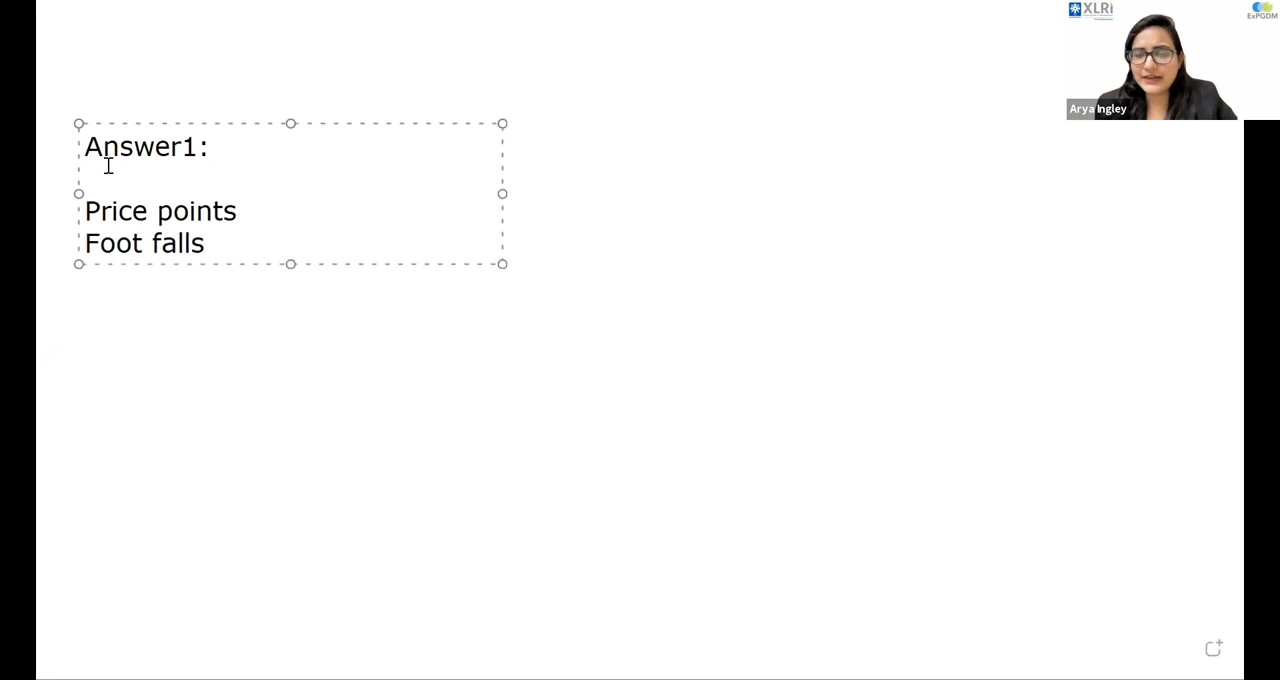 XLRI
ExPGDM
Arya Ingley
Answer1:
Price points
Foot falls